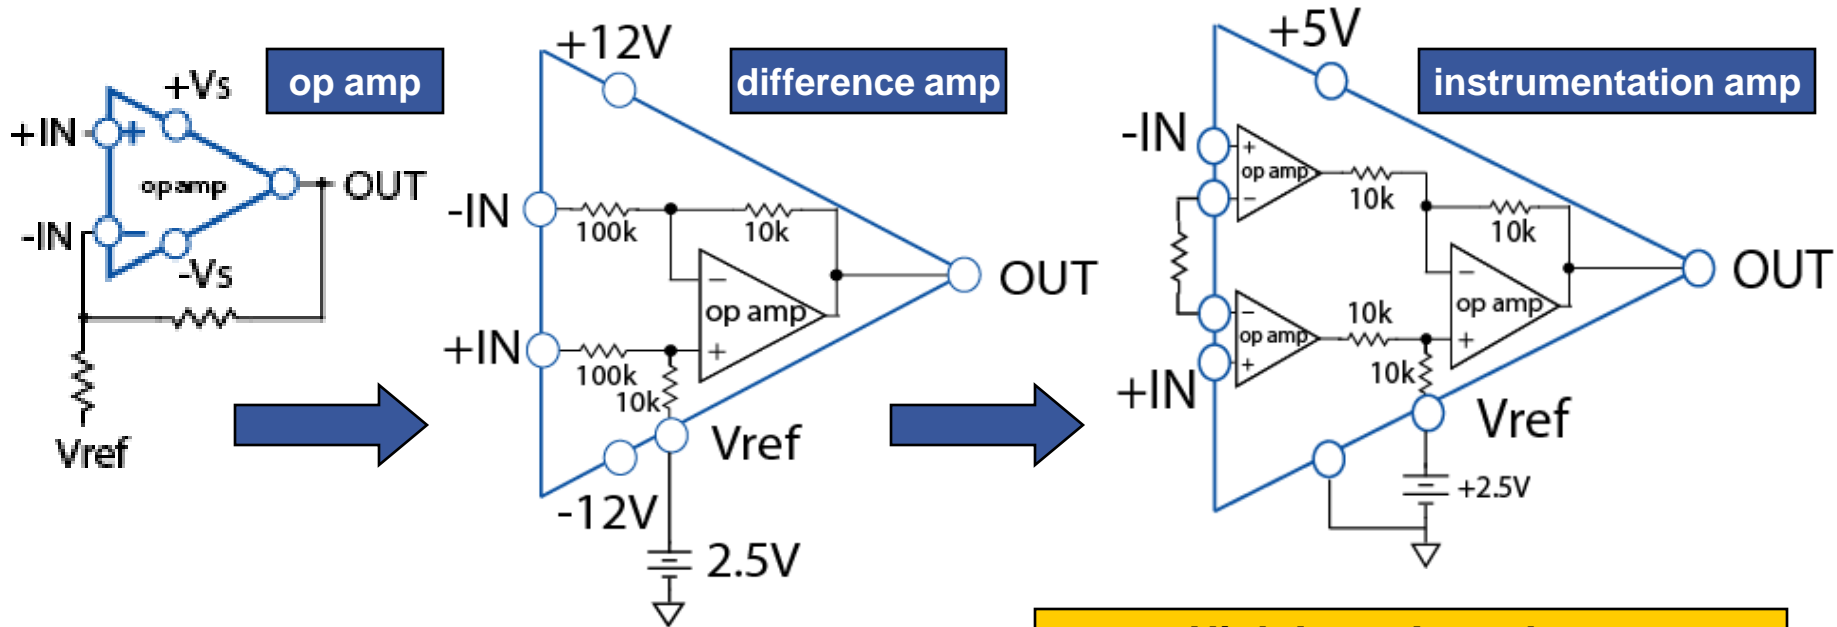 op amp
+Vs
+IN
+
op amp
OUT
-IN
-Vs
Vref
difference amp
+12V
-IN
100k
10k
−
op amp
OUT
+IN
+
100k
10k
Vref
-12V
2.5V
instrumentation amp
+5V
-IN
+
op amp
−
10k
10k
−
op amp
OUT
+
−
op amp
+
10k
10k
+IN
Vref
+2.5V